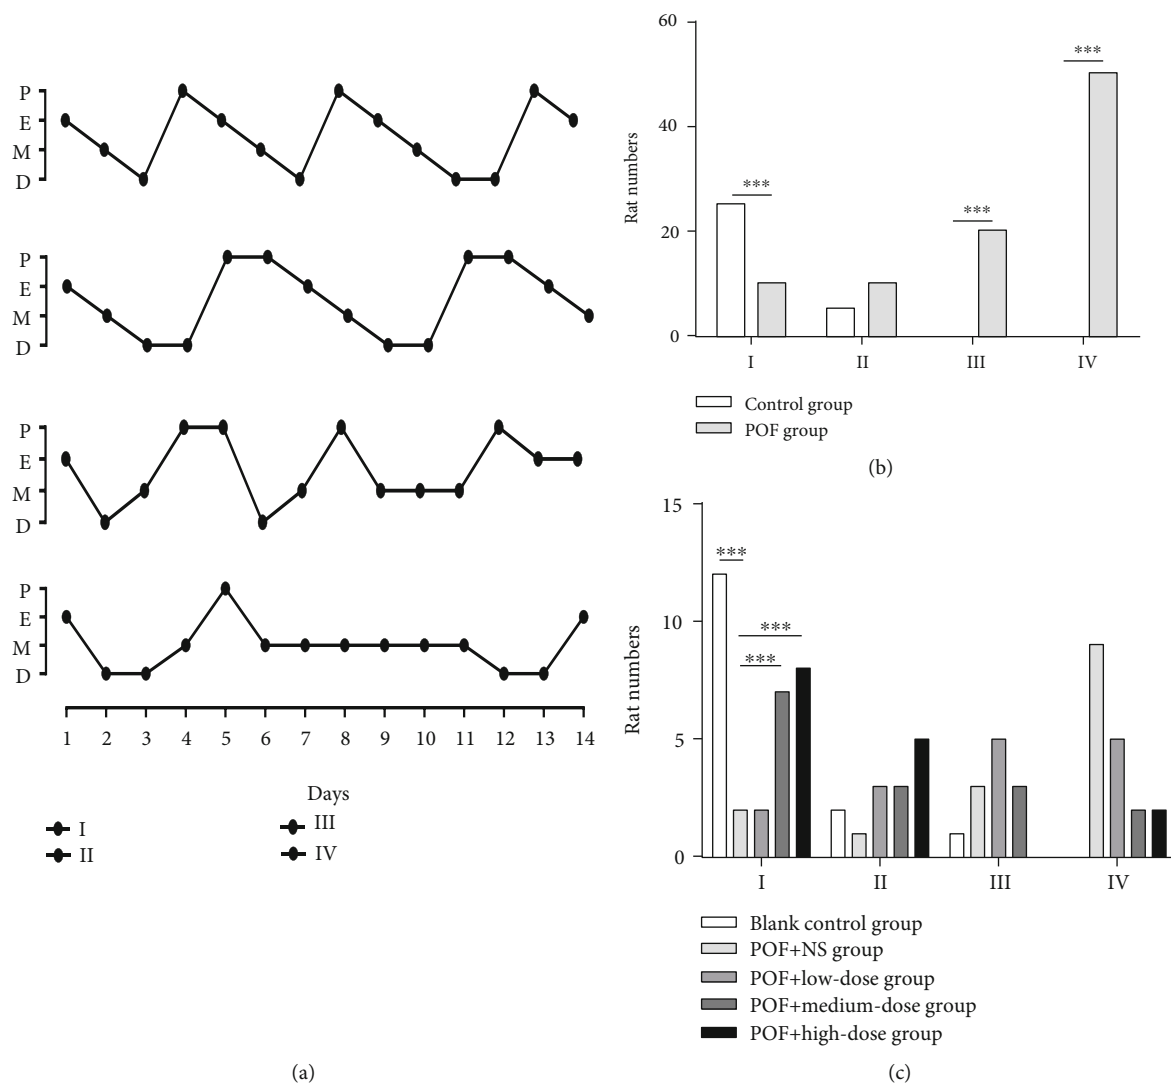 P
E
M
D
P
E
M
D
P
E
M
D
P
E
M
D
1 2 3 4 5 6 7 8 9 10 11 12 13 14
Days
I
II
III
IV
(a)
Rat numbers
60
40
20
0
***
***
***
I II III IV
Control group
POF group
(b)
Rat numbers
15
10
5
0
***
***
***
I II III IV
Blank control group
POF+NS group
POF+low-dose group
POF+medium-dose group
POF+high-dose group
(c)